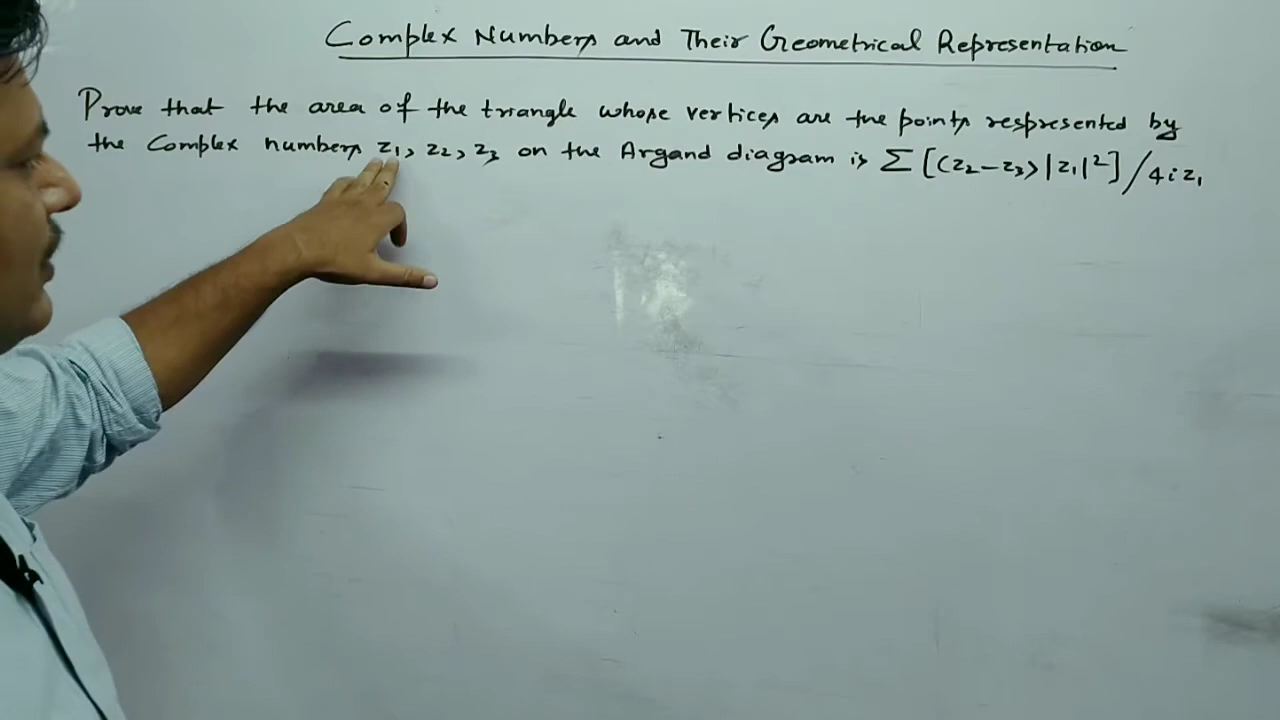 Complex Numbers and Their Geometrical Representation
Prove that the area of the triangle whose vertices are the points respresented by
the Complex numbers z₁, z₂, z₃ on the Argand diagram is Σ [(z₂-z₃)|z₁|²]/4iz₁